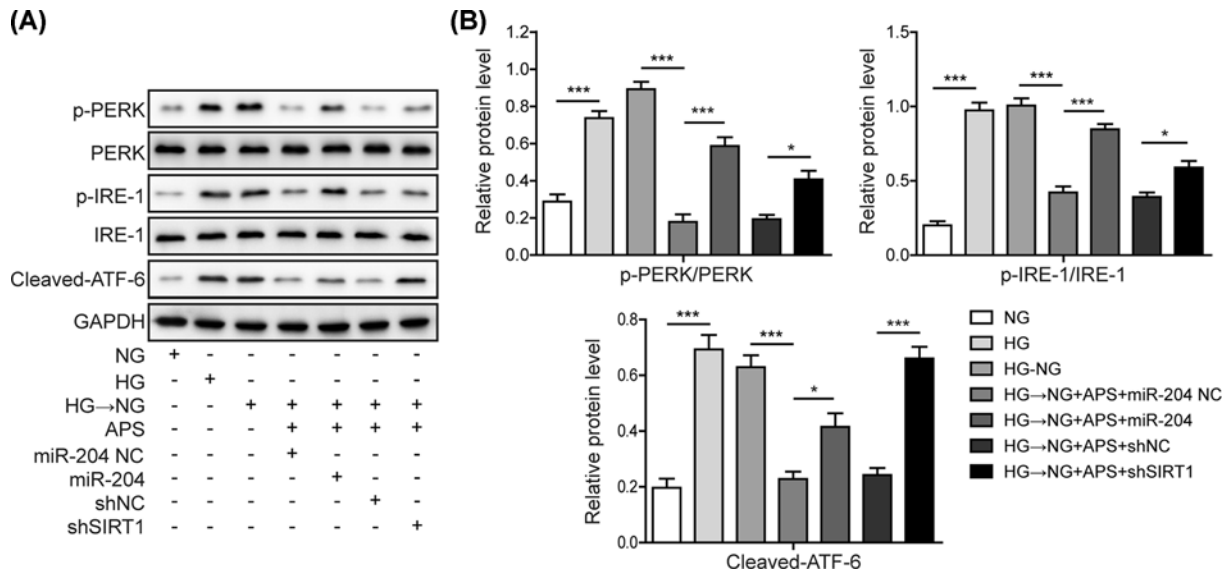 (A)
p-PERK
PERK
p-IRE-1
IRE-1
Cleaved-ATF-6
GAPDH
NG + - - - - - -
HG - + - - - - -
HG→NG - - + + + + +
APS - - - + + + +
miR-204 NC - - - + - - -
miR-204 - - - - + - -
shNC - - - - - + -
shSIRT1 - - - - - - +
(B)
Relative protein level
1.2
0.8
0.6
0.4
0.2
0.0
*** *** *** *
p-PERK/PERK
Relative protein level
1.5
1.0
0.5
0.0
*** *** *** *
p-IRE-1/IRE-1
Relative protein level
0.8
0.6
0.4
0.2
0.0
*** *** * ***
Cleaved-ATF-6
NG
HG
HG-NG
HG→NG+APS+miR-204 NC
HG→NG+APS+miR-204
HG→NG+APS+shNC
HG→NG+APS+shSIRT1